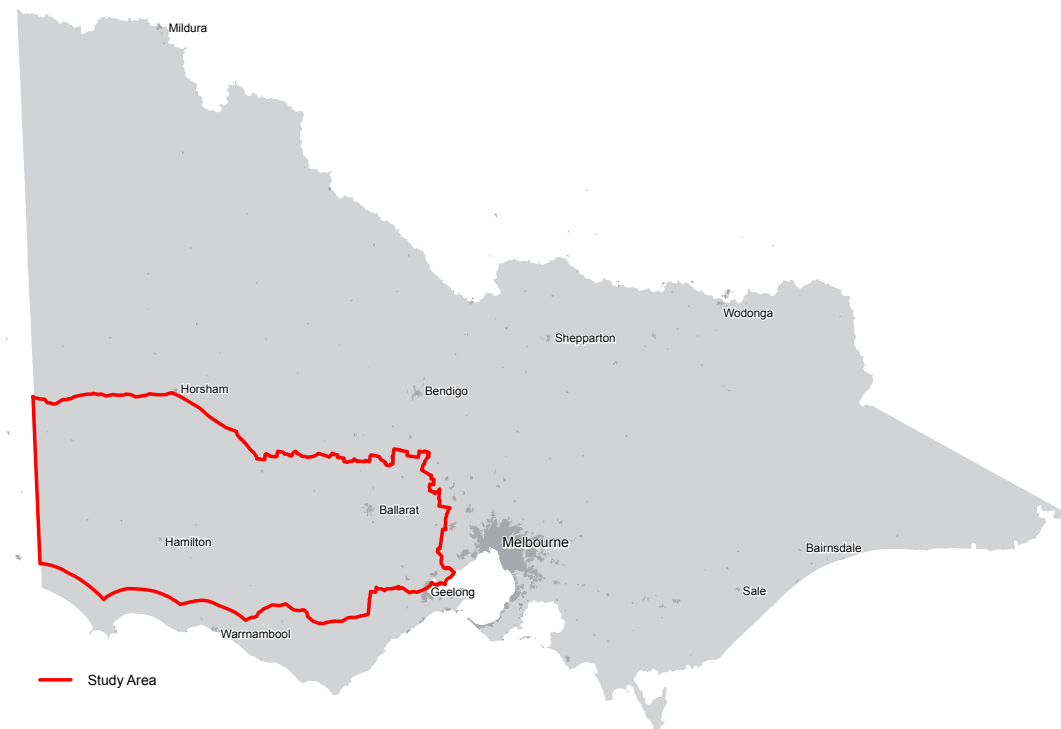 Mildura
Wodonga
Shepparton
Horsham
Bendigo
Ballarat
Hamilton
Melbourne
Bairnsdale
Geelong
Sale
Warrnambool
Study Area